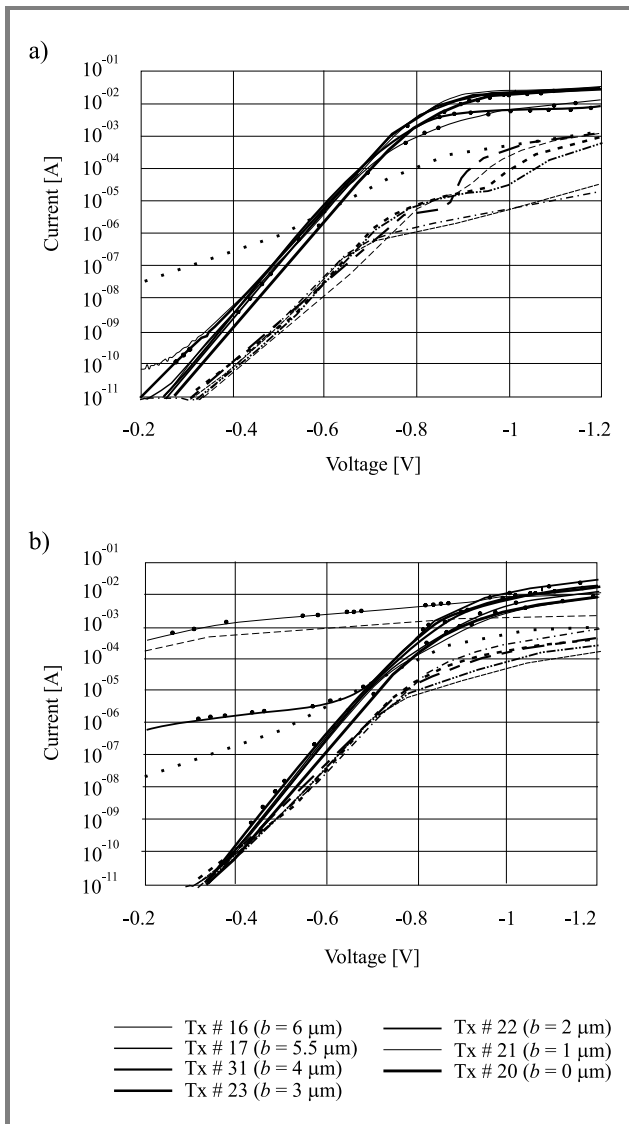 a)
10-01
10-02
10-03
10-04
10-05
10-06
10-07
10-08
10-09
10-10
10-11
Current [A]
-0.2 -0.4 -0.6 -0.8 -1 -1.2
Voltage [V]
b)
10-01
10-02
10-03
10-04
10-05
10-06
10-07
10-08
10-09
10-10
10-11
Current [A]
-0.2 -0.4 -0.6 -0.8 -1 -1.2
Voltage [V]
Tx # 16 (b = 6 μm) Tx # 22 (b = 2 μm)
Tx # 17 (b = 5.5 μm) Tx # 21 (b = 1 μm)
Tx # 31 (b = 4 μm) Tx # 20 (b = 0 μm)
Tx # 23 (b = 3 μm)